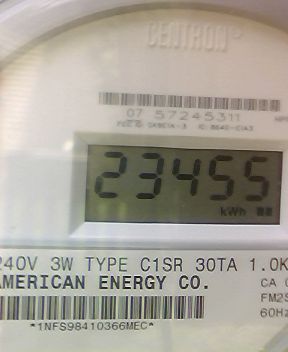 CENTRON®
07 57245311
23455
kWh
240V 3W TYPE C1SR 30TA 1.0K
AMERICAN ENERGY CO.
CA
FM2S
60Hz
*1NFS98410366MEC*